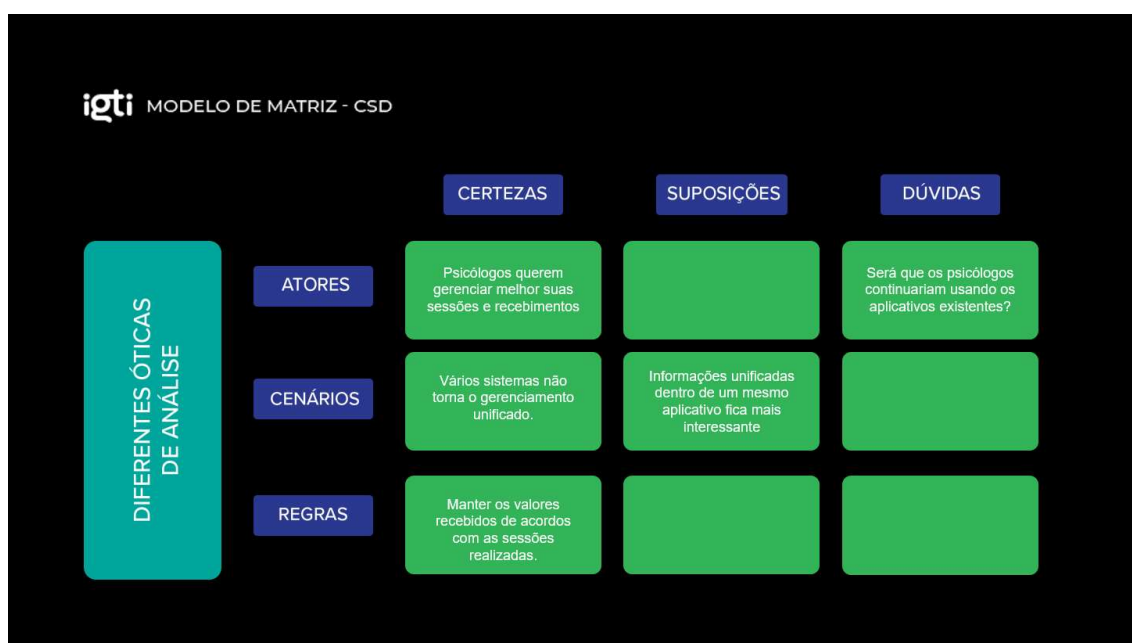 igti MODELO DE MATRIZ - CSD
CERTEZAS
SUPOSIÇÕES
DÚVIDAS
DIFERENTES ÓTICAS
DE ANÁLISE
ATORES
Psicólogos querem
gerenciar melhor suas
sessões e recebimentos
Será que os psicólogos
continuariam usando os
aplicativos existentes?
CENÁRIOS
Vários sistemas não
torna o gerenciamento
unificado.
Informações unificadas
dentro de um mesmo
aplicativo fica mais
interessante
REGRAS
Manter os valores
recebidos de acordos
com as sessões
realizadas.